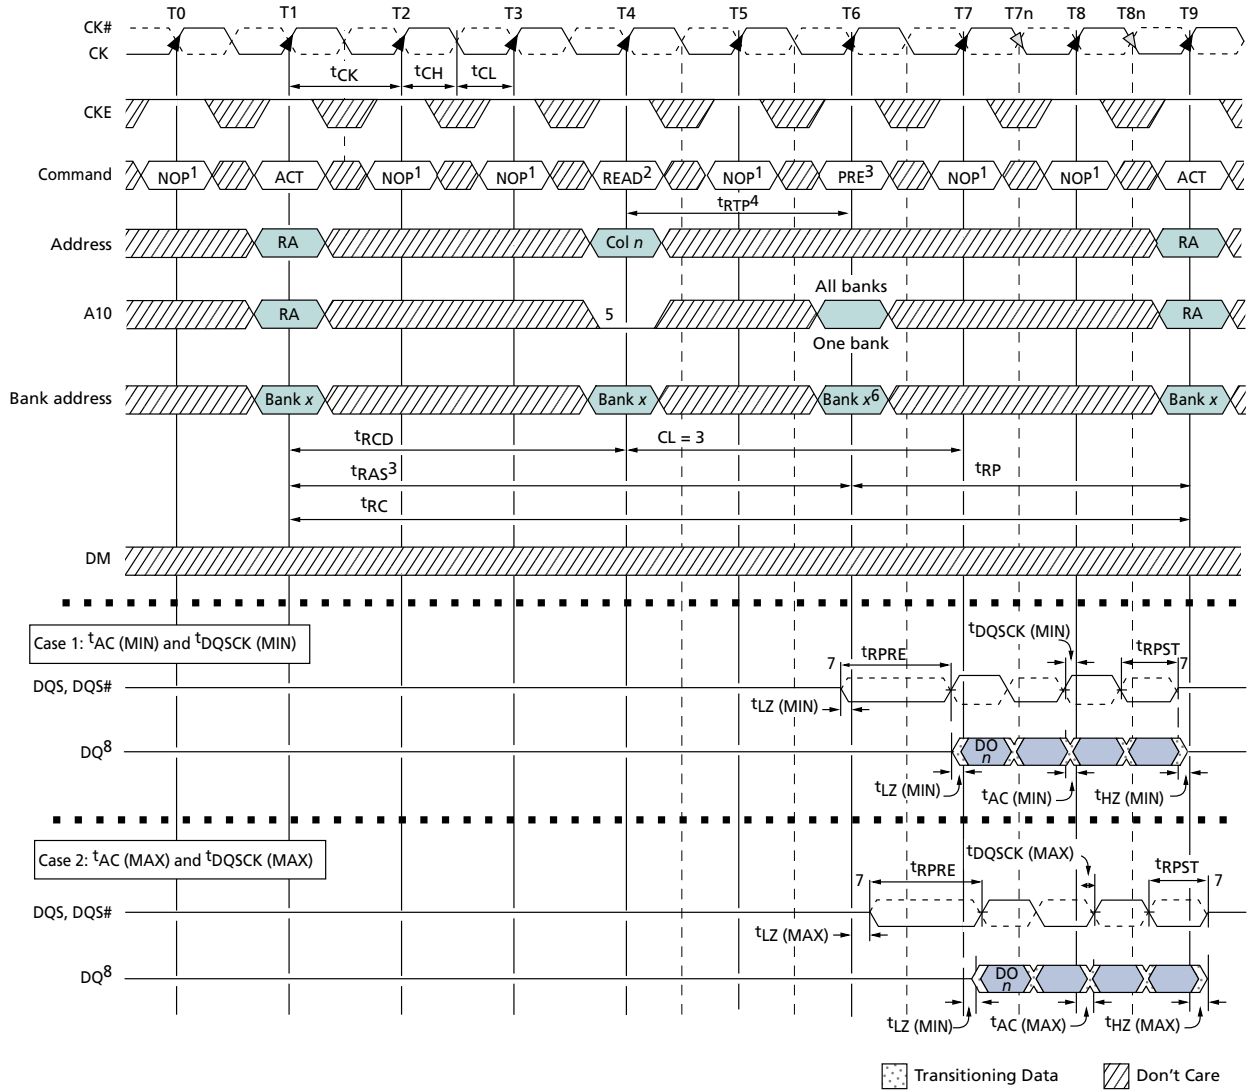 T0 T1 T2 T3 T4 T5 T6 T7 T7n T8 T8n T9
CK#
CK
tCK tCH tCL
CKE
Command NOP1 ACT NOP1 NOP1 READ2 NOP1 PRE3 NOP1 NOP1 ACT
tRTP4
Address RA Col n RA
All banks
A10 RA 5 RA
One bank
Bank address Bank x Bank x Bank x6 Bank x
tRCD CL = 3
tRAS3 tRP
tRC
DM
Case 1: tAC (MIN) and tDQSCK (MIN)
tDQSCK (MIN)
7 tRPRE tRPST 7
DQS, DQS#
tLZ (MIN)
DQ8 DO n
tLZ (MIN) tAC (MIN) tHZ (MIN)
Case 2: tAC (MAX) and tDQSCK (MAX)
tDQSCK (MAX)
7 tRPRE tRPST 7
DQS, DQS#
tLZ (MAX)
DQ8 DO n
tLZ (MIN) tAC (MAX) tHZ (MAX)
Transitioning Data Don't Care